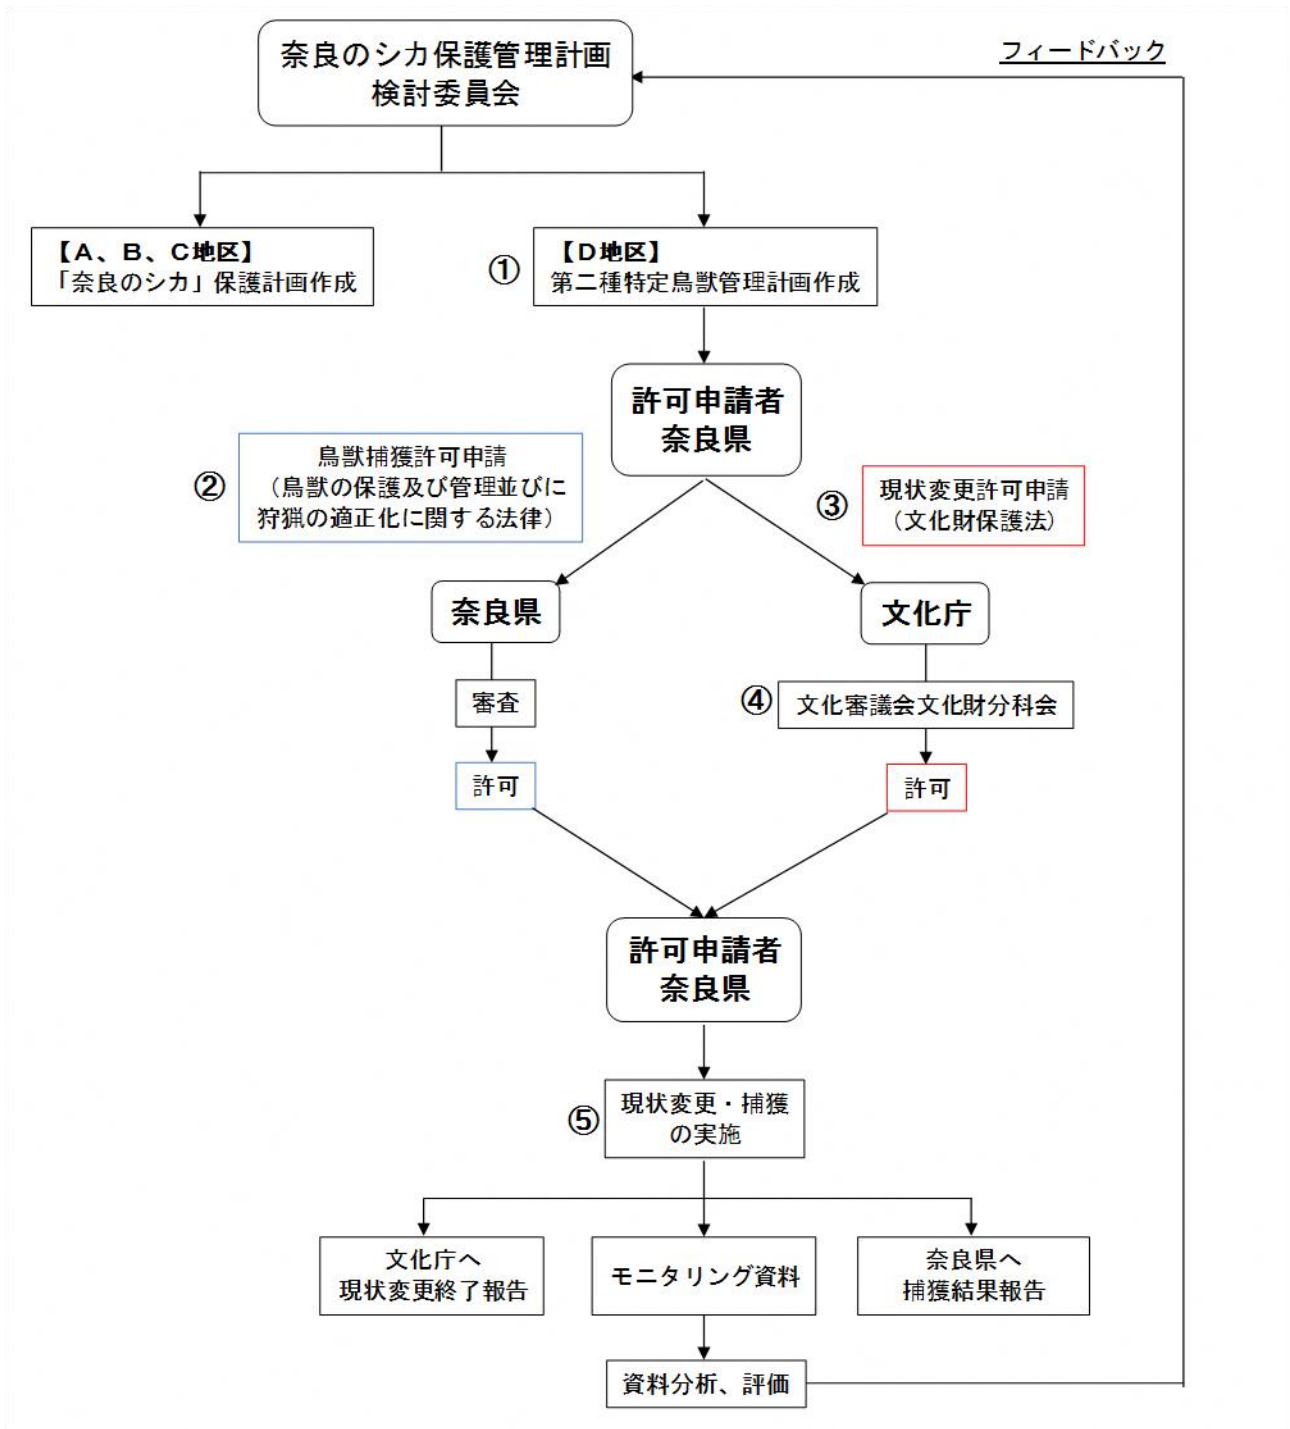 奈良のシカ保護管理計画
検討委員会
フィードバック
【A、B、C地区】
「奈良のシカ」保護計画作成
①
【D地区】
第二種特定鳥獣管理計画作成
許可申請者
奈良県
②
鳥獣捕獲許可申請
（鳥獣の保護及び管理並びに
狩猟の適正化に関する法律）
③
現状変更許可申請
（文化財保護法）
奈良県
文化庁
審査
④
文化審議会文化財分科会
許可
許可
許可申請者
奈良県
⑤
現状変更・捕獲
の実施
文化庁へ
現状変更終了報告
モニタリング資料
奈良県へ
捕獲結果報告
資料分析、評価